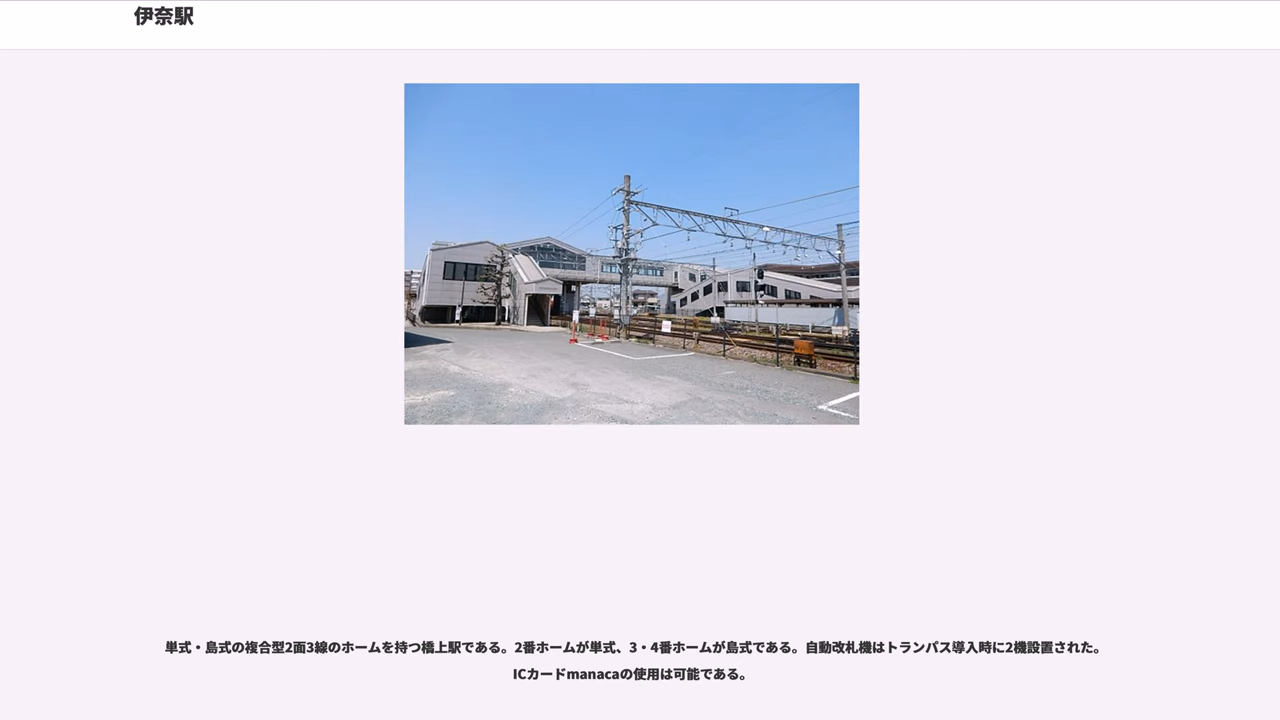 伊奈駅
単式・島式の複合型2面3線のホームを持つ橋上駅である。2番ホームが単式、3・4番ホームが島式である。自動改札機はトランパス導入時に2機設置された。
ICカードmanacaの使用は可能である。